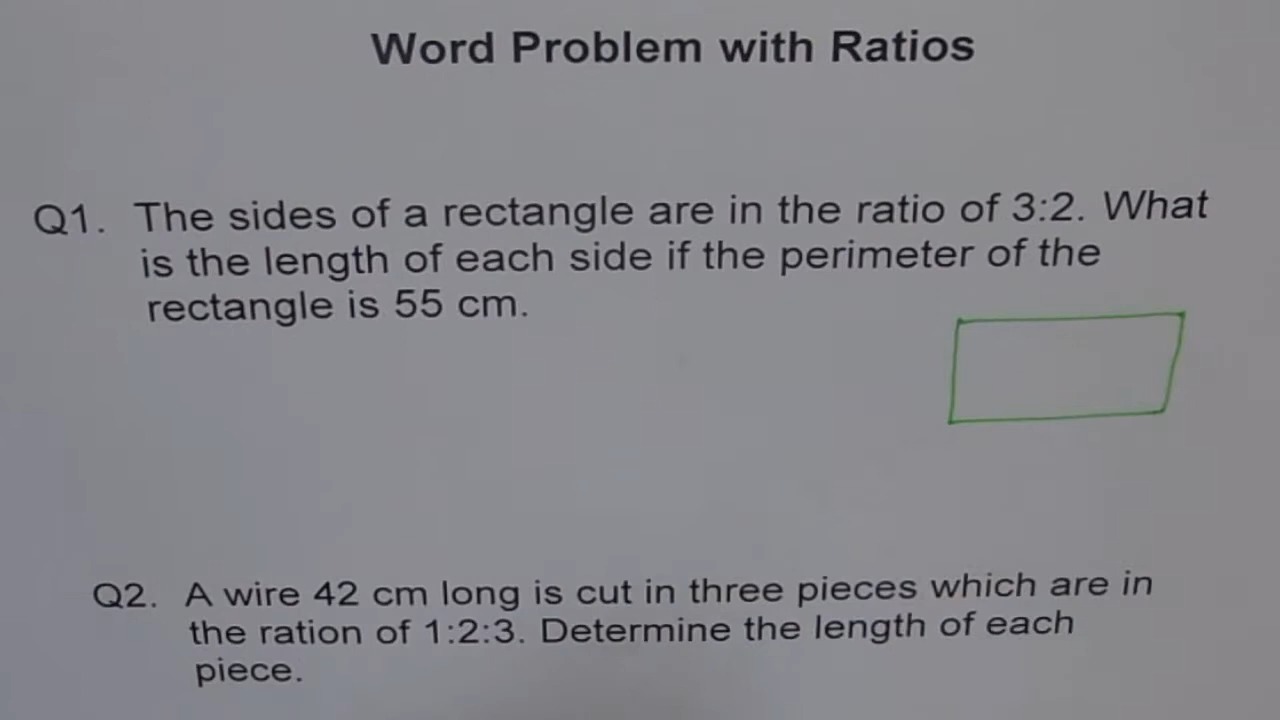 Word Problem with Ratios
Q1. The sides of a rectangle are in the ratio of 3:2. What
is the length of each side if the perimeter of the
rectangle is 55 cm.
Q2. A wire 42 cm long is cut in three pieces which are in
the ration of 1:2:3. Determine the length of each
piece.